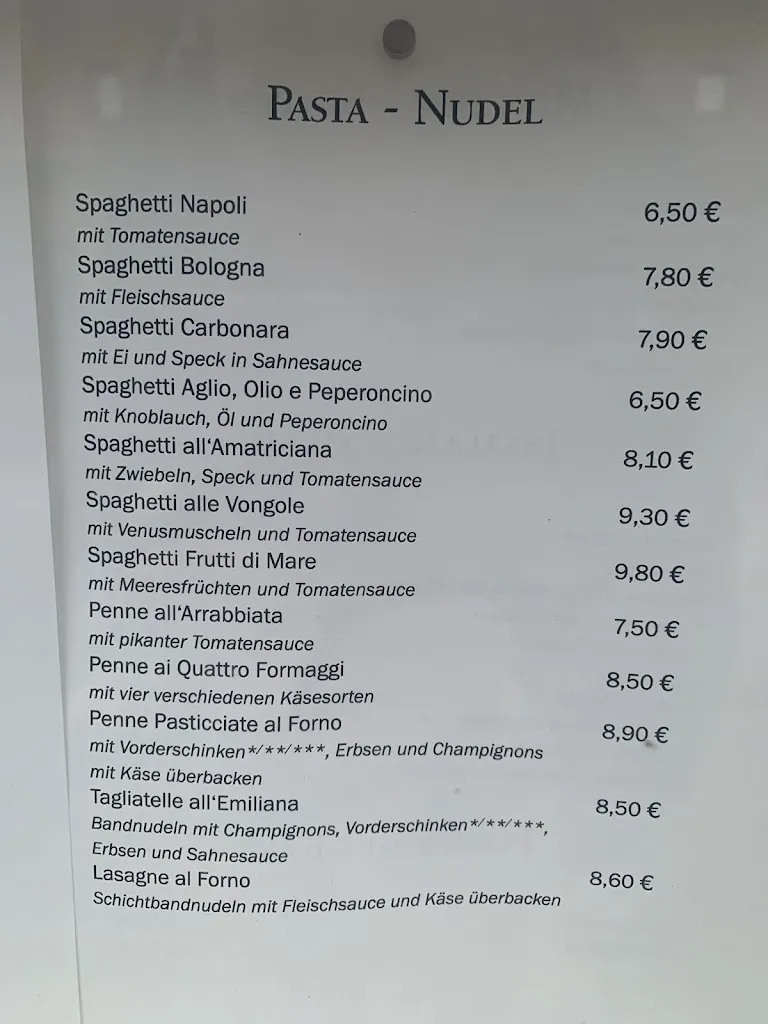 PASTA - NUDEL
Spaghetti Napoli 6,50 €
mit Tomatensauce
Spaghetti Bologna 7,80 €
mit Fleischsauce
Spaghetti Carbonara 7,90 €
mit Ei und Speck in Sahnesauce
Spaghetti Aglio, Olio e Peperoncino 6,50 €
mit Knoblauch, Öl und Peperoncino
Spaghetti all‘Amatriciana 8,10 €
mit Zwiebeln, Speck und Tomatensauce
Spaghetti alle Vongole 9,30 €
mit Venusmuscheln und Tomatensauce
Spaghetti Frutti di Mare 9,80 €
mit Meeresfrüchten und Tomatensauce
Penne all‘Arrabbiata 7,50 €
mit pikanter Tomatensauce
Penne ai Quattro Formaggi 8,50 €
mit vier verschiedenen Käsesorten
Penne Pasticciate al Forno 8,90 €
mit Vorderschinken*/**/***, Erbsen und Champignons
mit Käse überbacken
Tagliatelle all‘Emiliana 8,50 €
Bandnudeln mit Champignons, Vorderschinken*/**/***,
Erbsen und Sahnesauce
Lasagne al Forno 8,60 €
Schichtbandnudeln mit Fleischsauce und Käse überbacken